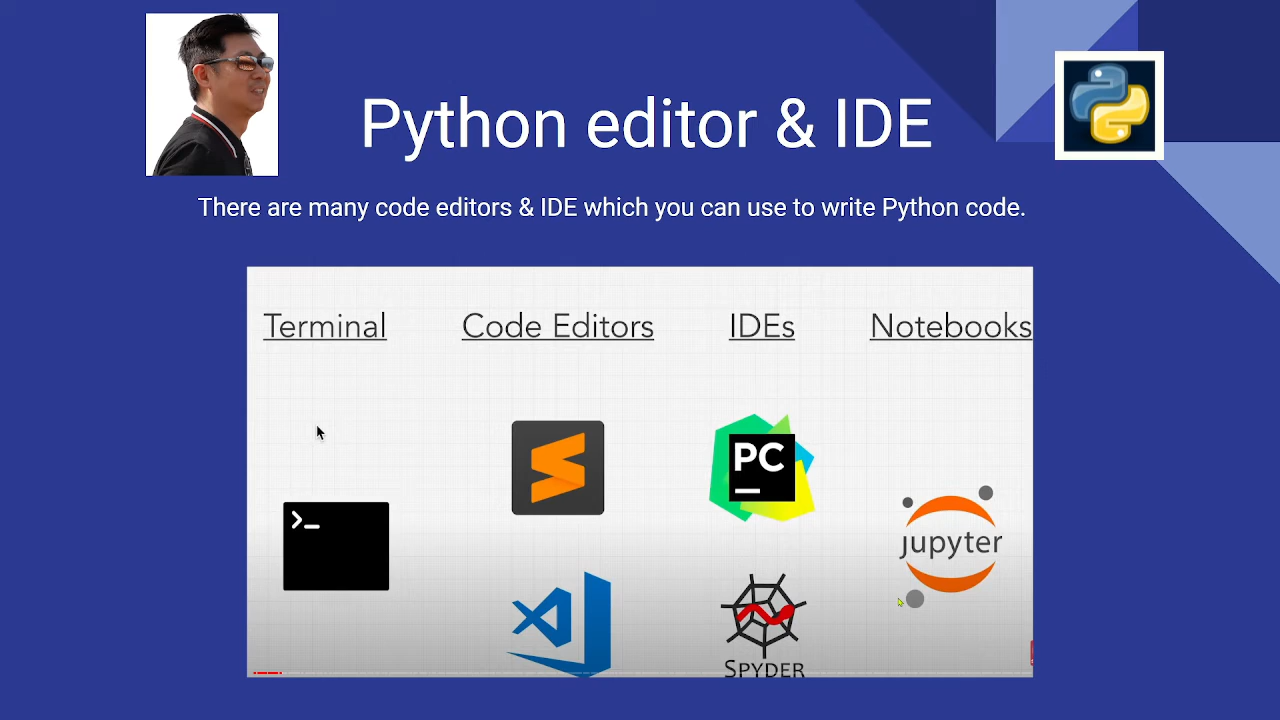 Python editor & IDE
There are many code editors & IDE which you can use to write Python code.
Terminal Code Editors IDEs Notebooks
PC
>_
jupyter
SPYDER